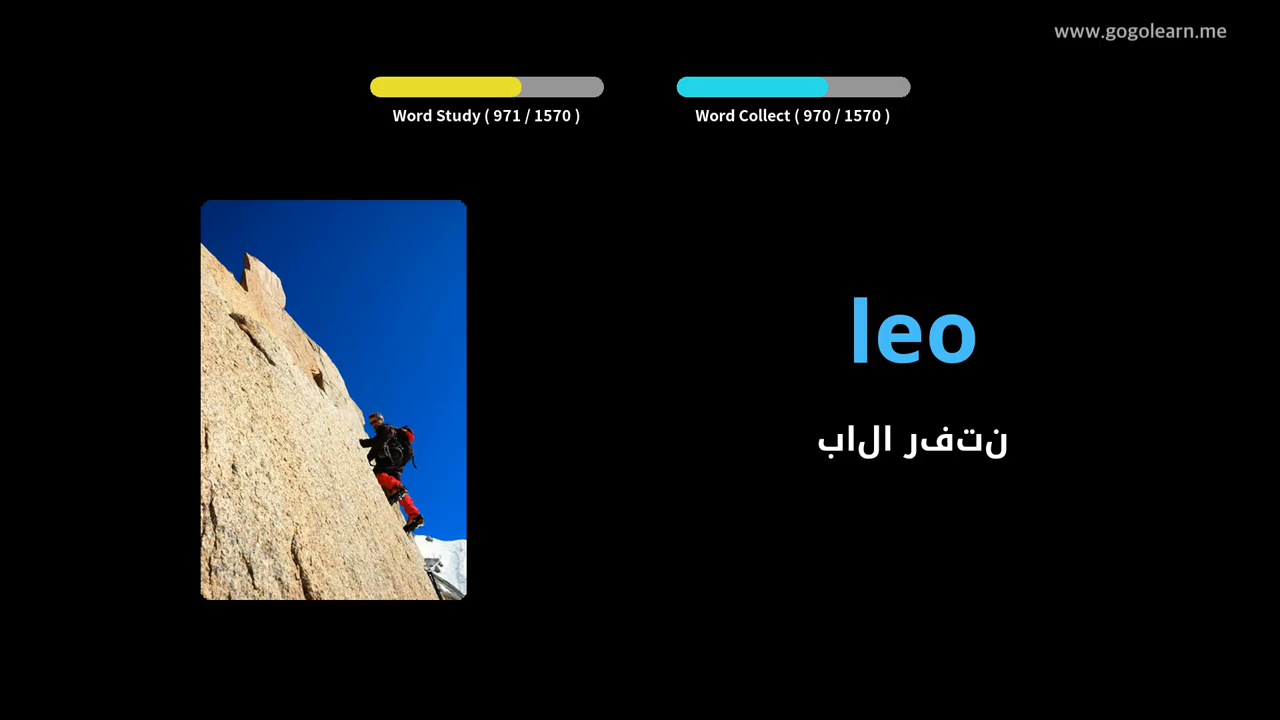 www.gogolearn.me
Word Study ( 971 / 1570 )
Word Collect ( 970 / 1570 )
leo
نتفر الاب